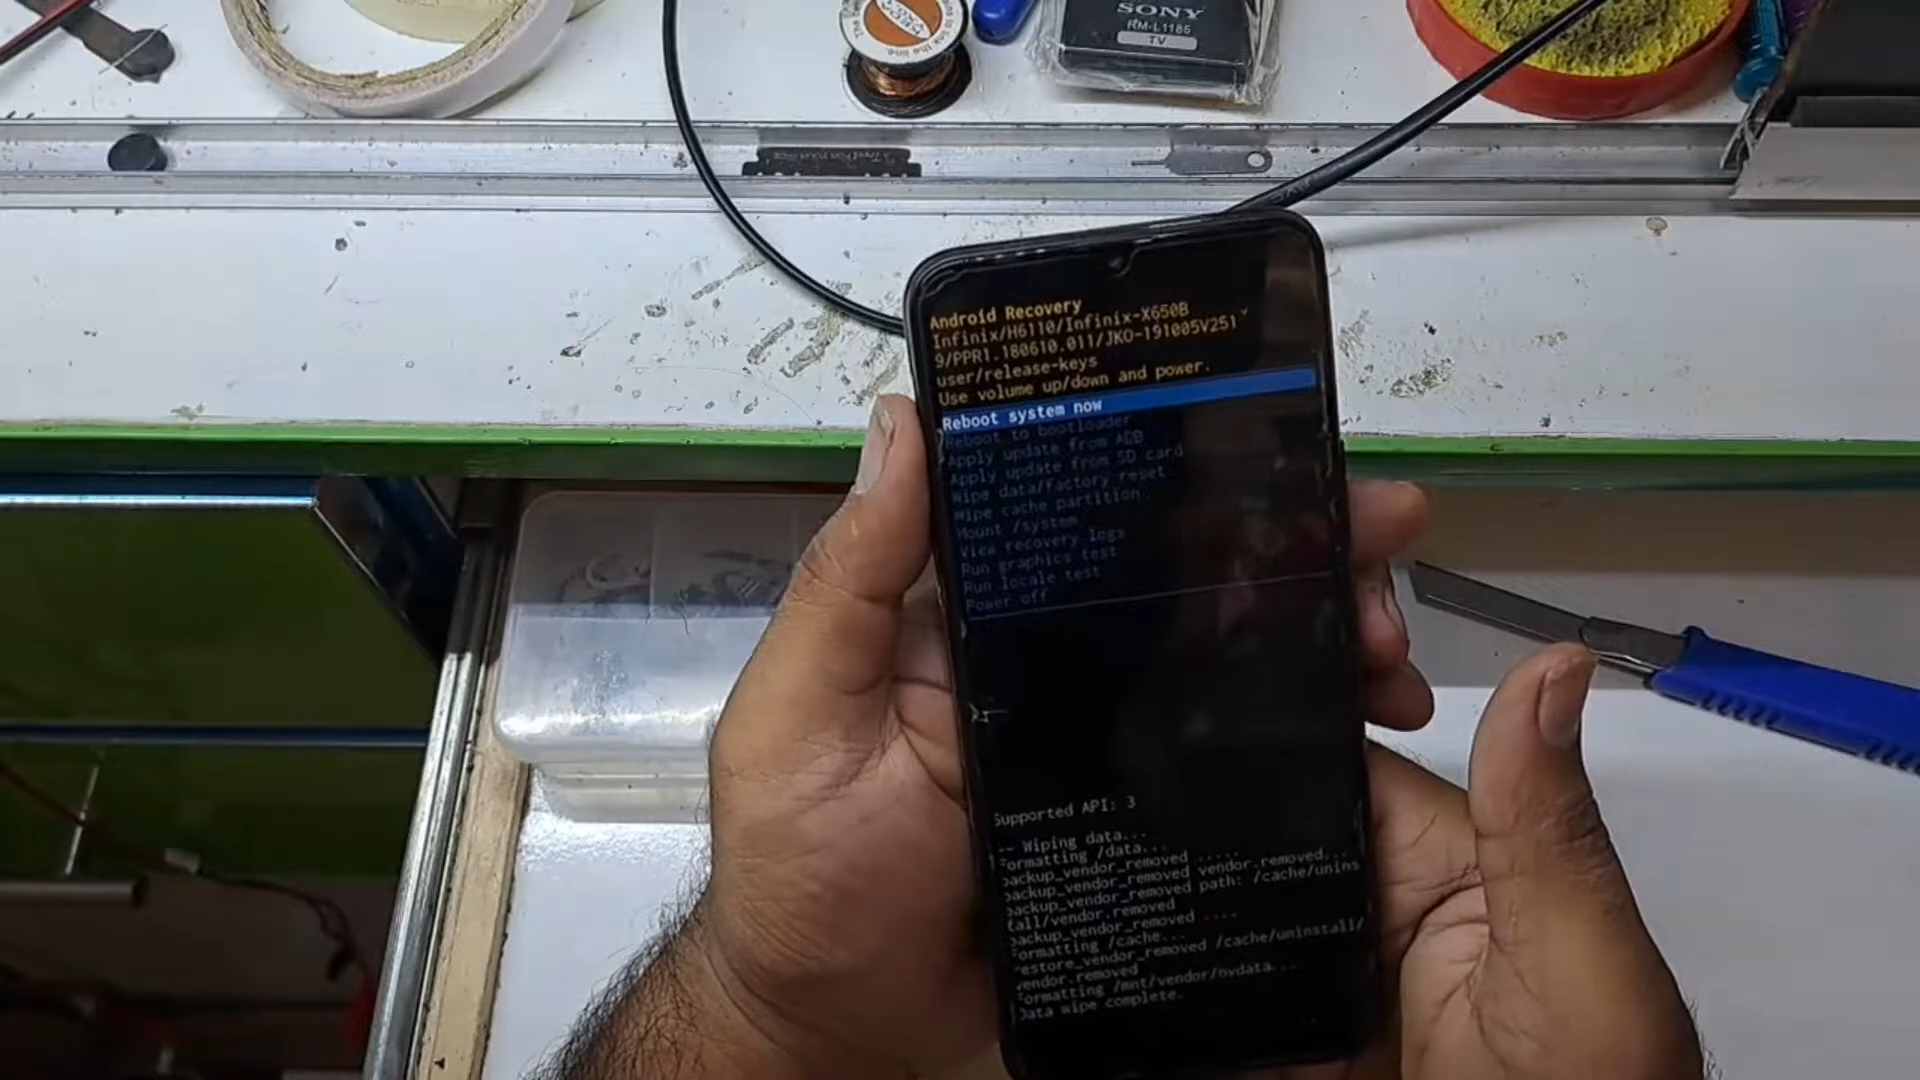 SONY
RM-L1185
TV
Android Recovery
Infinix/H6110/Infinix-X650B
9/PPR1.180610.011/JKO-191005V251
user/release-keys
Use volume up/down and power.
Reboot system now
Reboot to bootloader
Apply update from ADB
Apply update from SD card
Wipe data/factory reset
Wipe cache partition
Mount /system
View recovery logs
Run graphics test
Run locale test
Power off
Supported API: 3
-- Wiping data...
Formatting /data...
backup_vendor_removed .....
backup_vendor_removed vendor.removed...
backup_vendor_removed path: /cache/unins
tall/vendor.removed
backup_vendor_removed ....
Formatting /cache...
restore_vendor_removed /cache/uninstall/
vendor.removed
Formatting /mnt/vendor/nvdata...
Data wipe complete.